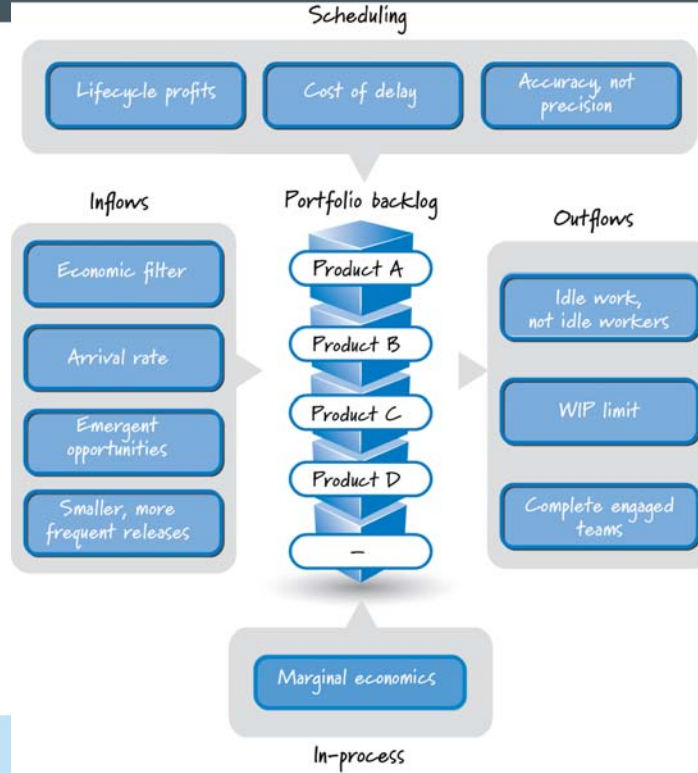 Scheduling
Lifecycle profits
Cost of delay
Accuracy, not
precision
Inflows
Economic filter
Arrival rate
Emergent
opportunities
Smaller, more
frequent releases
Portfolio backlog
Product A
Product B
Product C
Product D
–
Outflows
Idle work,
not idle workers
WIP limit
Complete engaged
teams
Marginal economics
In-process